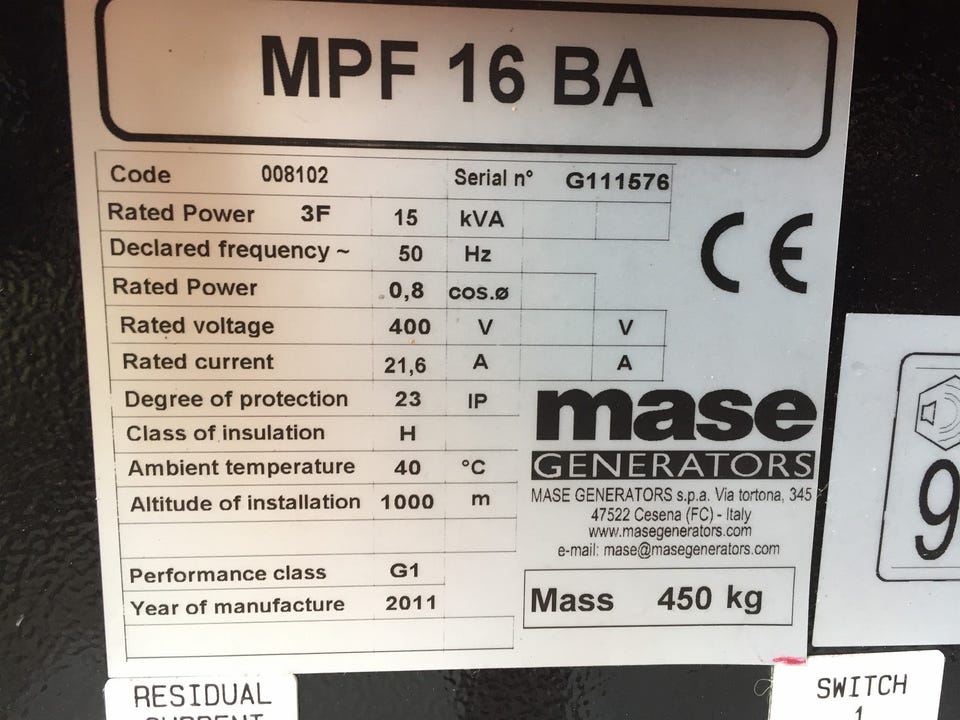 MPF 16 BA
Code 008102 Serial n° G111576
Rated Power 3F 15 kVA
Declared frequency ~ 50 Hz
Rated Power 0,8 cos.ø
Rated voltage 400 V V
Rated current 21,6 A A
Degree of protection 23 IP
Class of insulation H
Ambient temperature 40 °C
Altitude of installation 1000 m
Performance class G1
Year of manufacture 2011
CE
mase
GENERATORS
MASE GENERATORS s.p.a. Via tortona, 345
47522 Cesena (FC) - Italy
www.masegenerators.com
e-mail: mase@masegenerators.com
Mass 450 kg
9
RESIDUAL
CURRENT
SWITCH
1